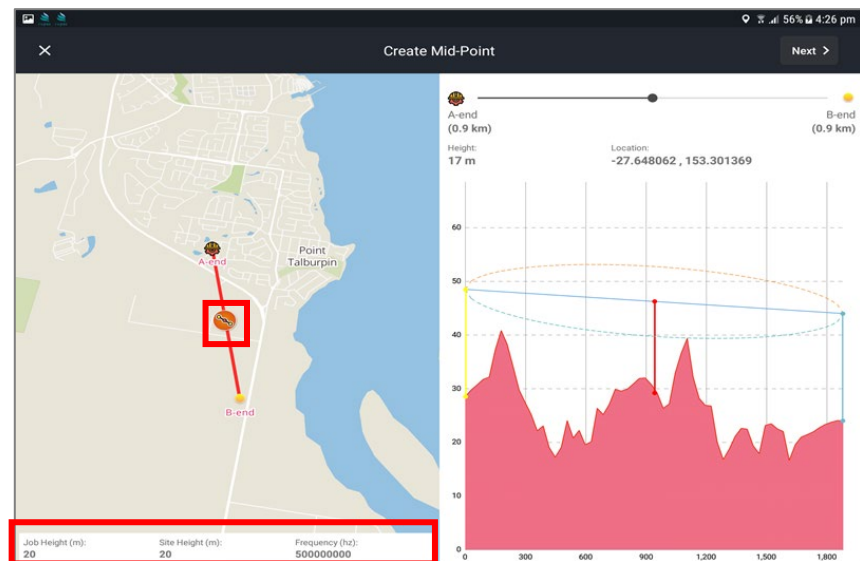 56% 4:26 pm
Create Mid-Point
Next >
A-end
(0.9 km)
B-end
(0.9 km)
Height:
17 m
Location:
-27.648062 , 153.301369
Point
Talburpin
A-end
B-end
60
50
40
30
20
10
0
0 300 600 900 1,200 1,500 1,800
Job Height (m):
20
Site Height (m):
20
Frequency (hz):
500000000